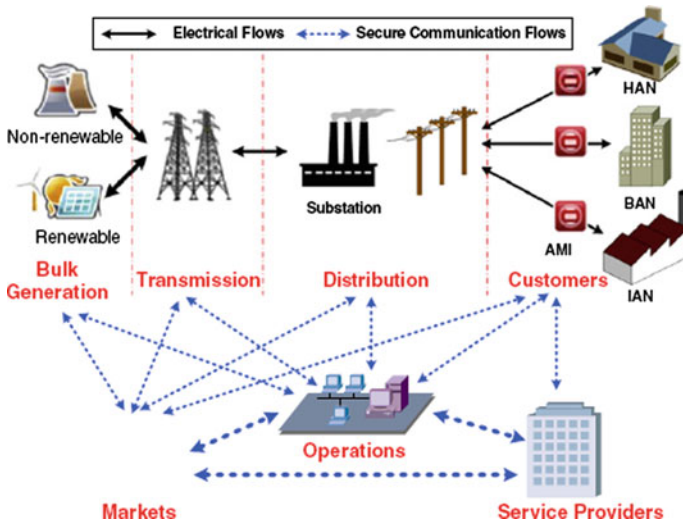 Electrical Flows Secure Communication Flows
Non-renewable
Renewable
Substation
AMI
HAN
BAN
IAN
Bulk
Generation
Transmission
Distribution
Customers
Operations
Markets
Service Providers